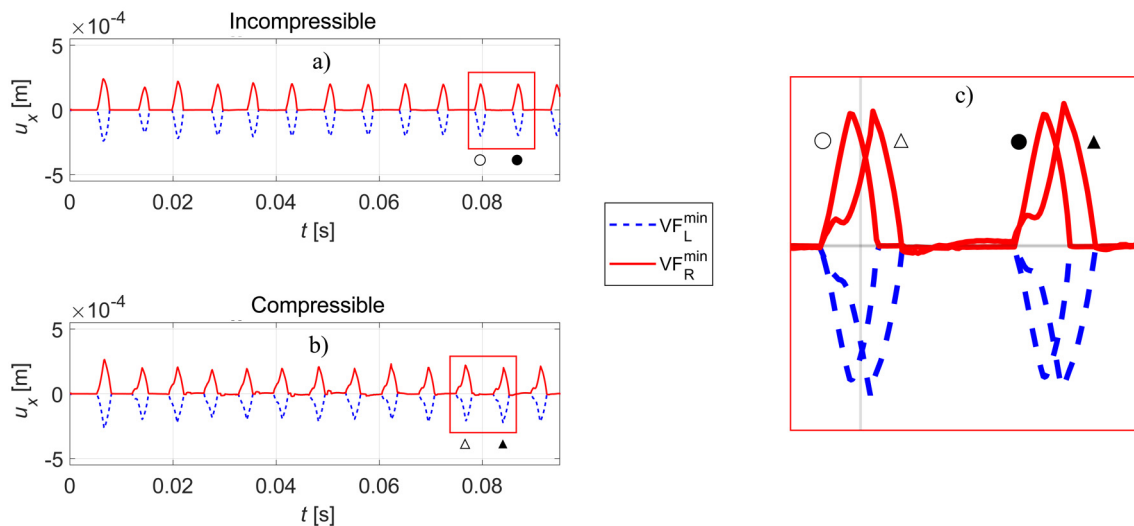 Incompressible
×10⁻⁴
a)
5
0
-5
u_x [m]
0 0.02 0.04 0.06 0.08
t [s]
Compressible
×10⁻⁴
b)
5
0
-5
u_x [m]
0 0.02 0.04 0.06 0.08
t [s]
VF_L^min
VF_R^min
c)